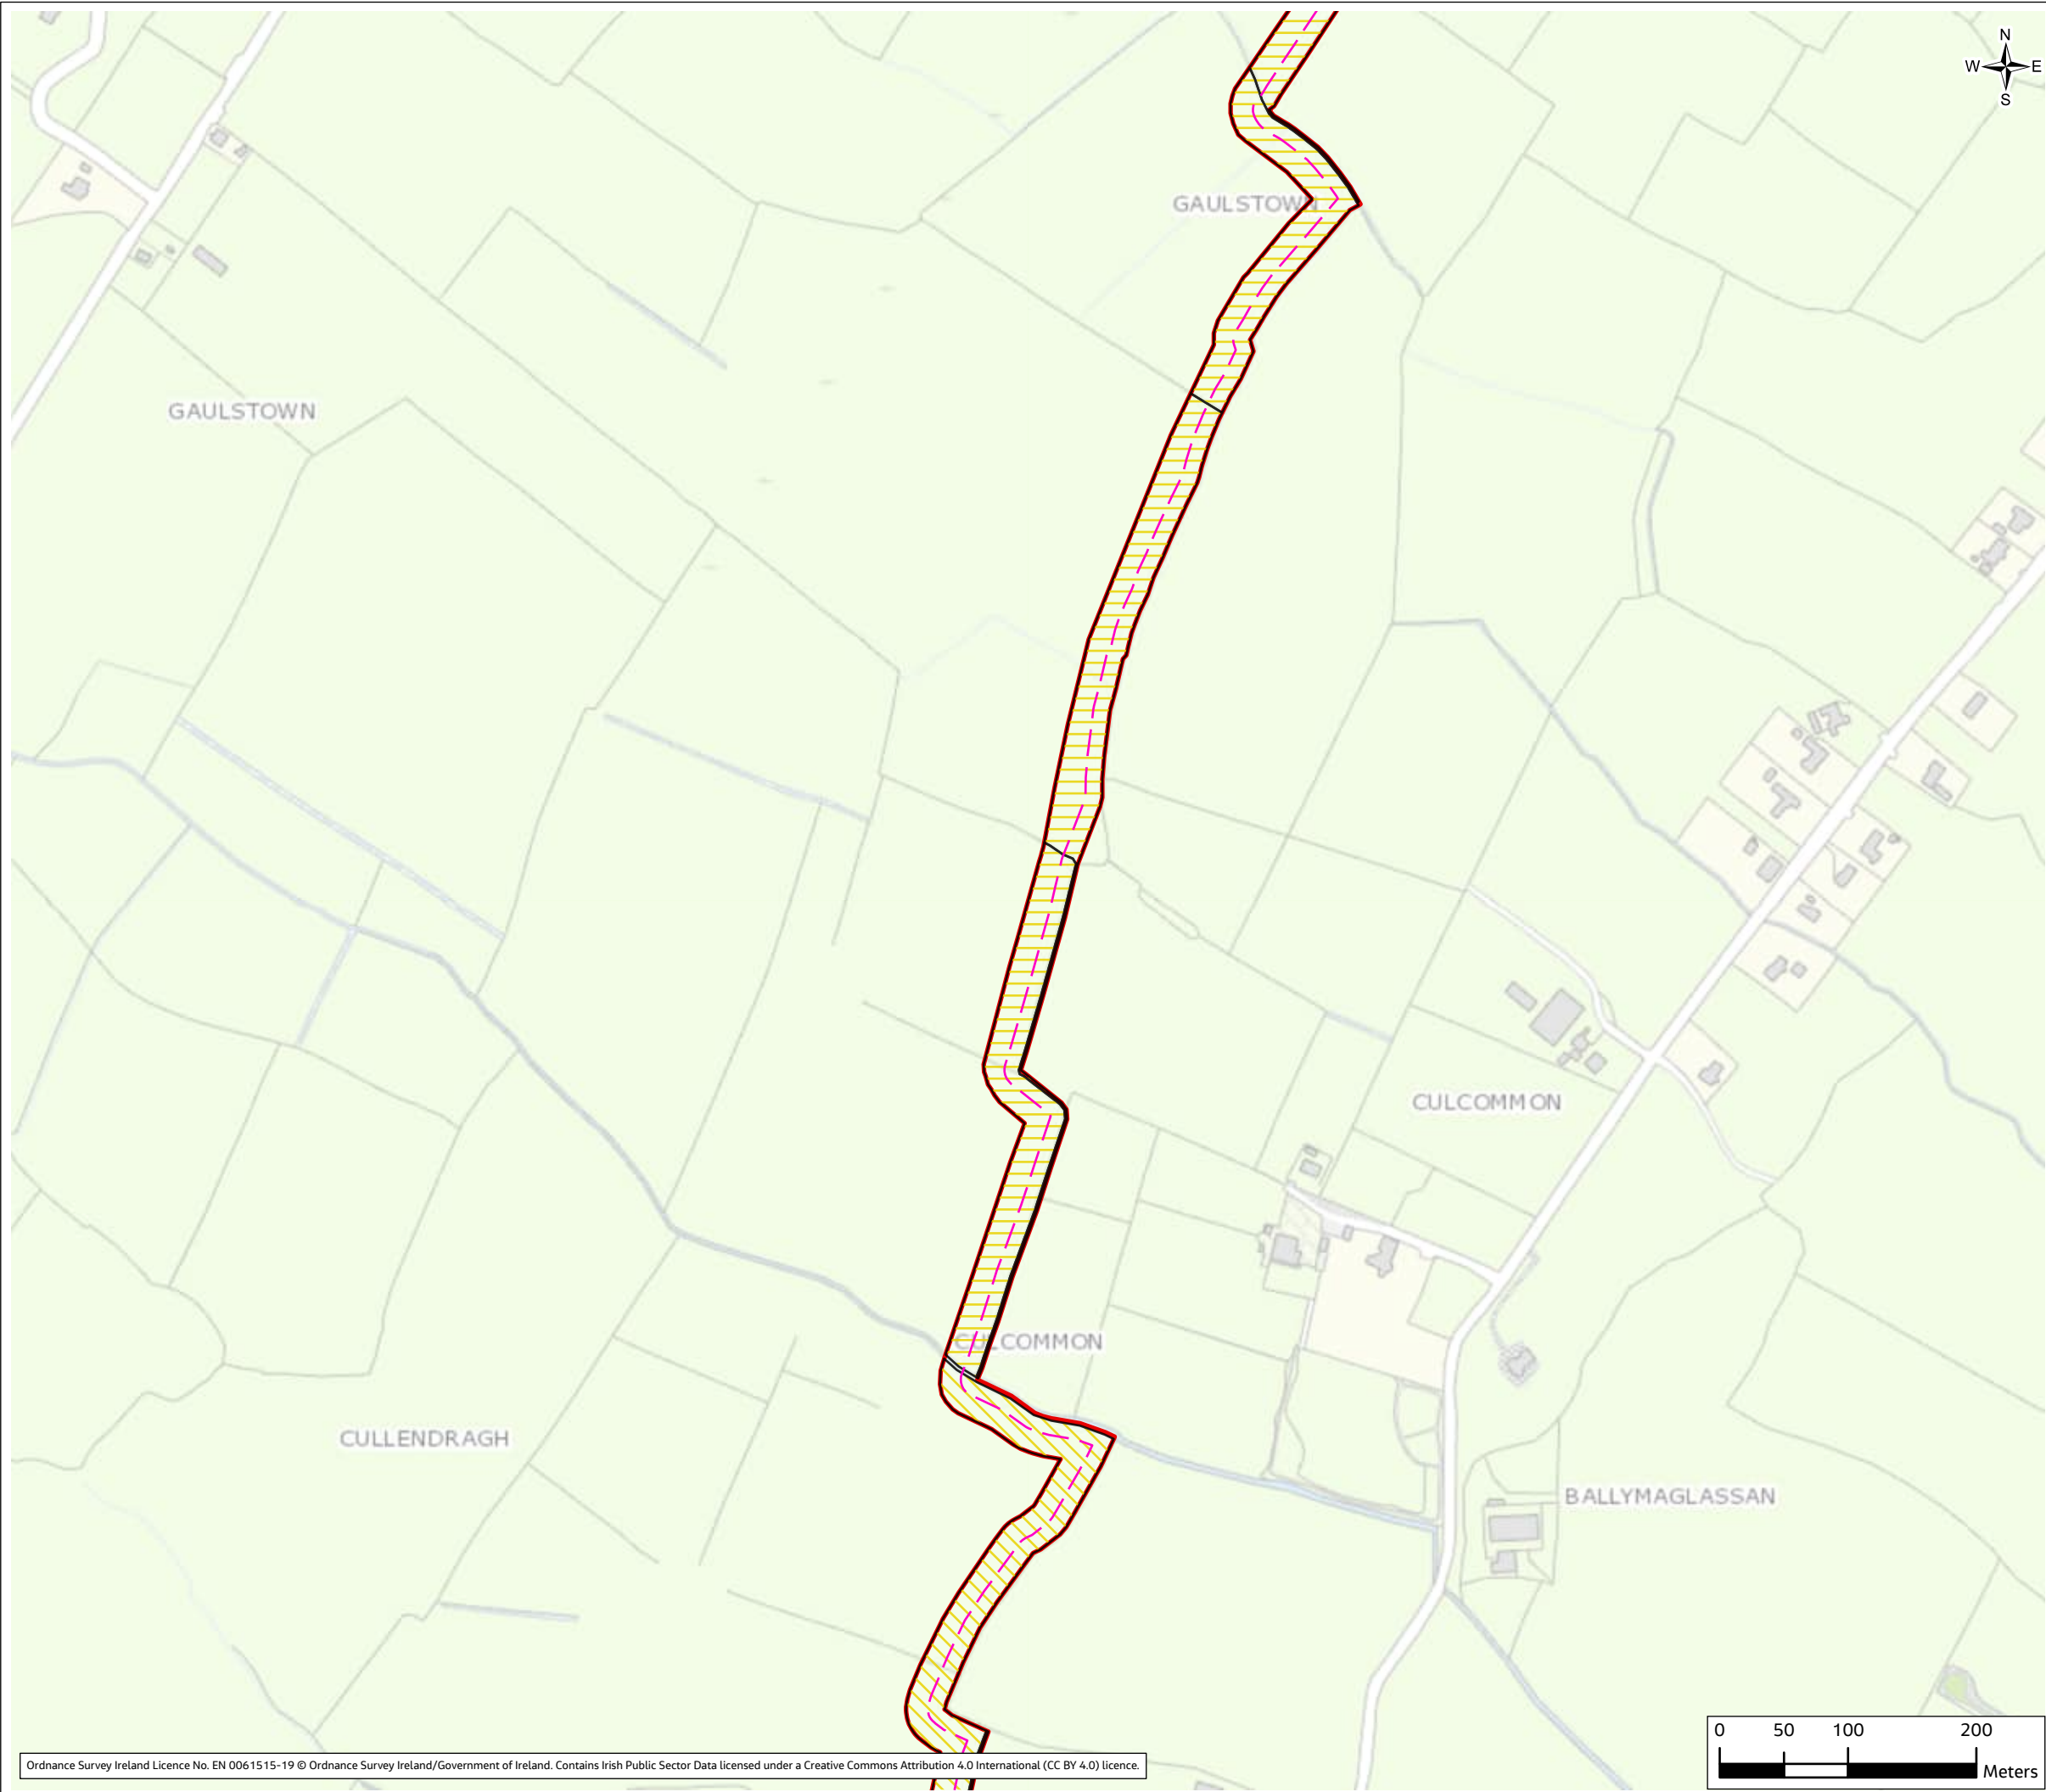 N
W E
S
GAULSTOWN
GAULSTOWN
CULCOMMON
CULCOMMON
CULLENDRAGH
BALLYMAGLASSAN
0 50 100 200
Meters
Ordnance Survey Ireland Licence No. EN 0061515-19 © Ordnance Survey Ireland/Government of Ireland. Contains Irish Public Sector Data licensed under a Creative Commons Attribution 4.0 International (CC BY 4.0) licence.